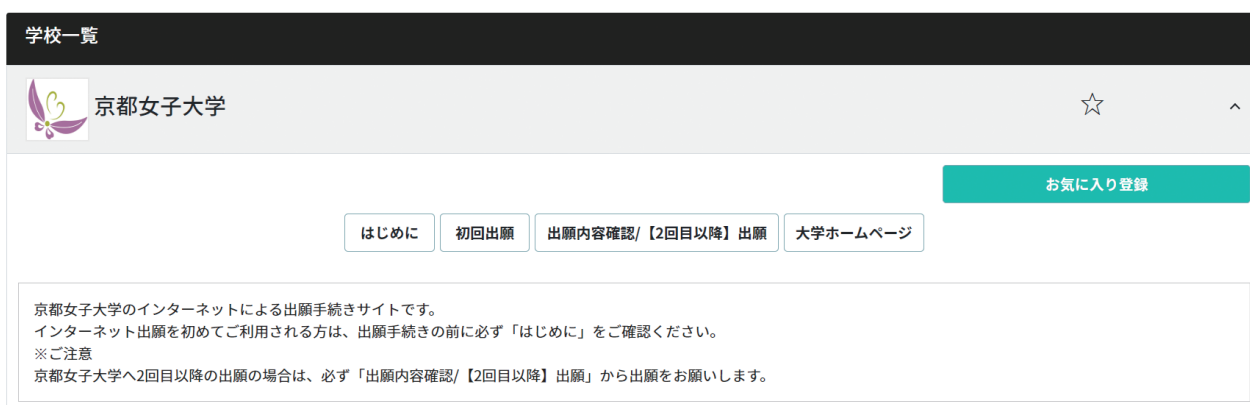 学校一覧
京都女子大学
お気に入り登録
はじめに 初回出願 出願内容確認/【2回目以降】出願 大学ホームページ
京都女子大学のインターネットによる出願手続きサイトです。
インターネット出願を初めてご利用される方は、出願手続きの前に必ず「はじめに」をご確認ください。
※ご注意
京都女子大学へ2回目以降の出願の場合は、必ず「出願内容確認/【2回目以降】出願」から出願をお願いします。